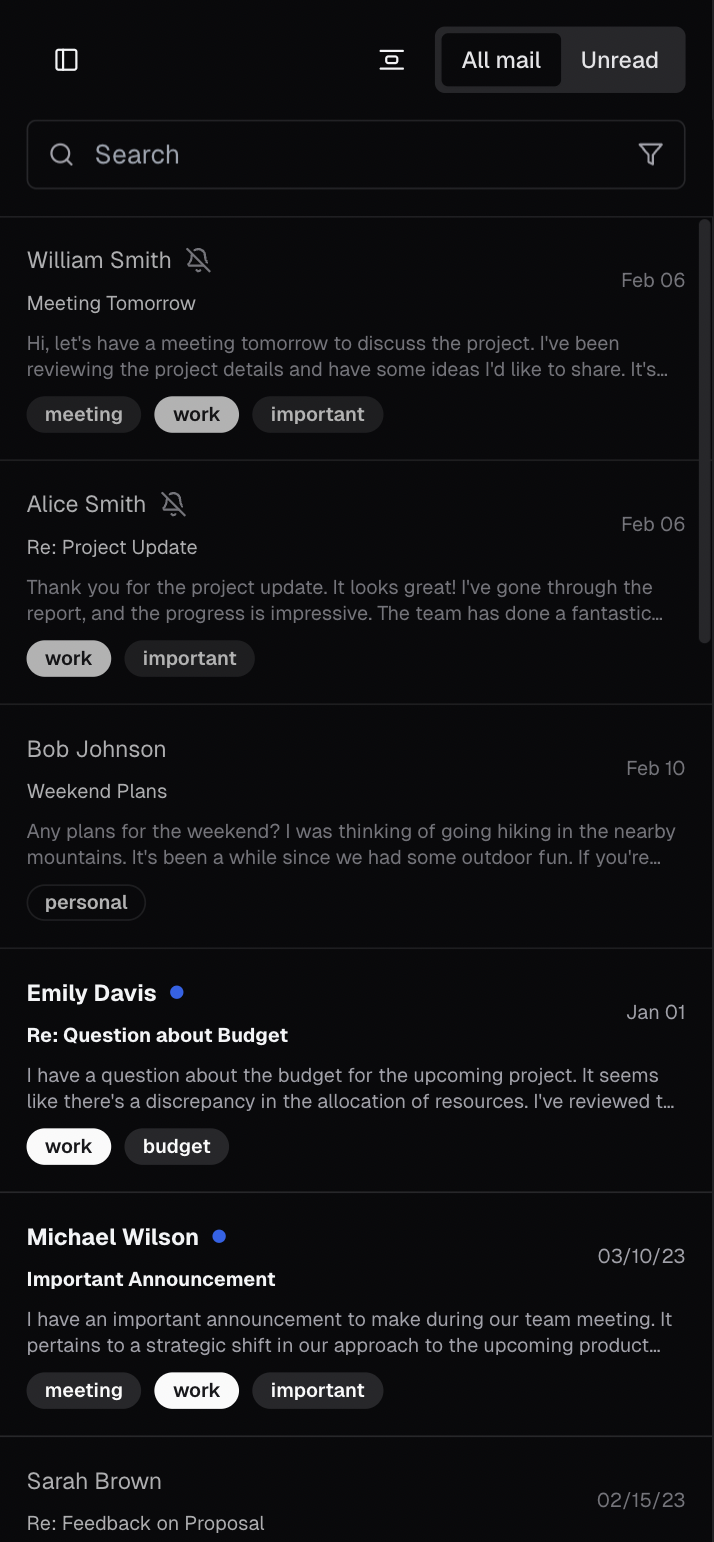 All mail
Unread
Search
William Smith
Feb 06
Meeting Tomorrow
Hi, let's have a meeting tomorrow to discuss the project. I've been
reviewing the project details and have some ideas I'd like to share. It's...
meeting
work
important
Alice Smith
Feb 06
Re: Project Update
Thank you for the project update. It looks great! I've gone through the
report, and the progress is impressive. The team has done a fantastic...
work
important
Bob Johnson
Feb 10
Weekend Plans
Any plans for the weekend? I was thinking of going hiking in the nearby
mountains. It's been a while since we had some outdoor fun. If you're...
personal
Emily Davis
Jan 01
Re: Question about Budget
I have a question about the budget for the upcoming project. It seems
like there's a discrepancy in the allocation of resources. I've reviewed t...
work
budget
Michael Wilson
03/10/23
Important Announcement
I have an important announcement to make during our team meeting. It
pertains to a strategic shift in our approach to the upcoming product...
meeting
work
important
Sarah Brown
02/15/23
Re: Feedback on Proposal